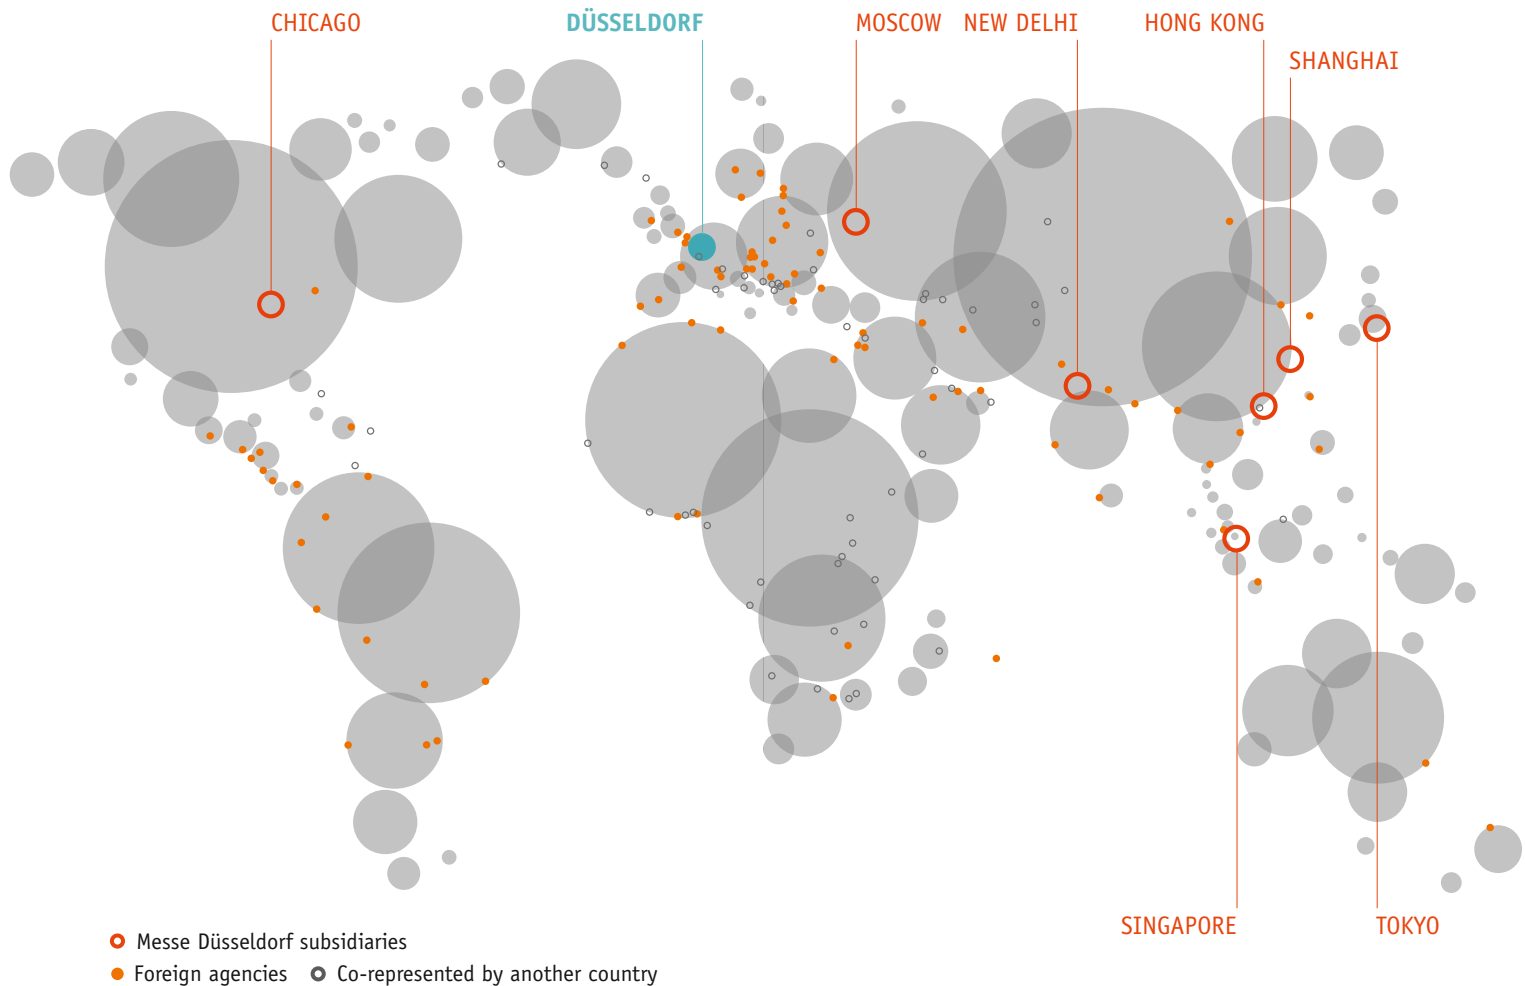 CHICAGO
DÜSSELDORF
MOSCOW
NEW DELHI
HONG KONG
SHANGHAI
SINGAPORE
TOKYO
Messe Düsseldorf subsidiaries
Foreign agencies
Co-represented by another country